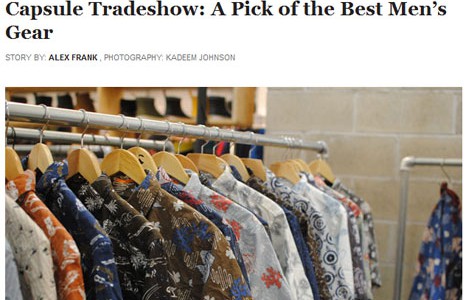 Capsule Tradeshow: A Pick of the Best Men's
Gear
STORY BY: ALEX FRANK , PHOTOGRAPHY: KADEEM JOHNSON